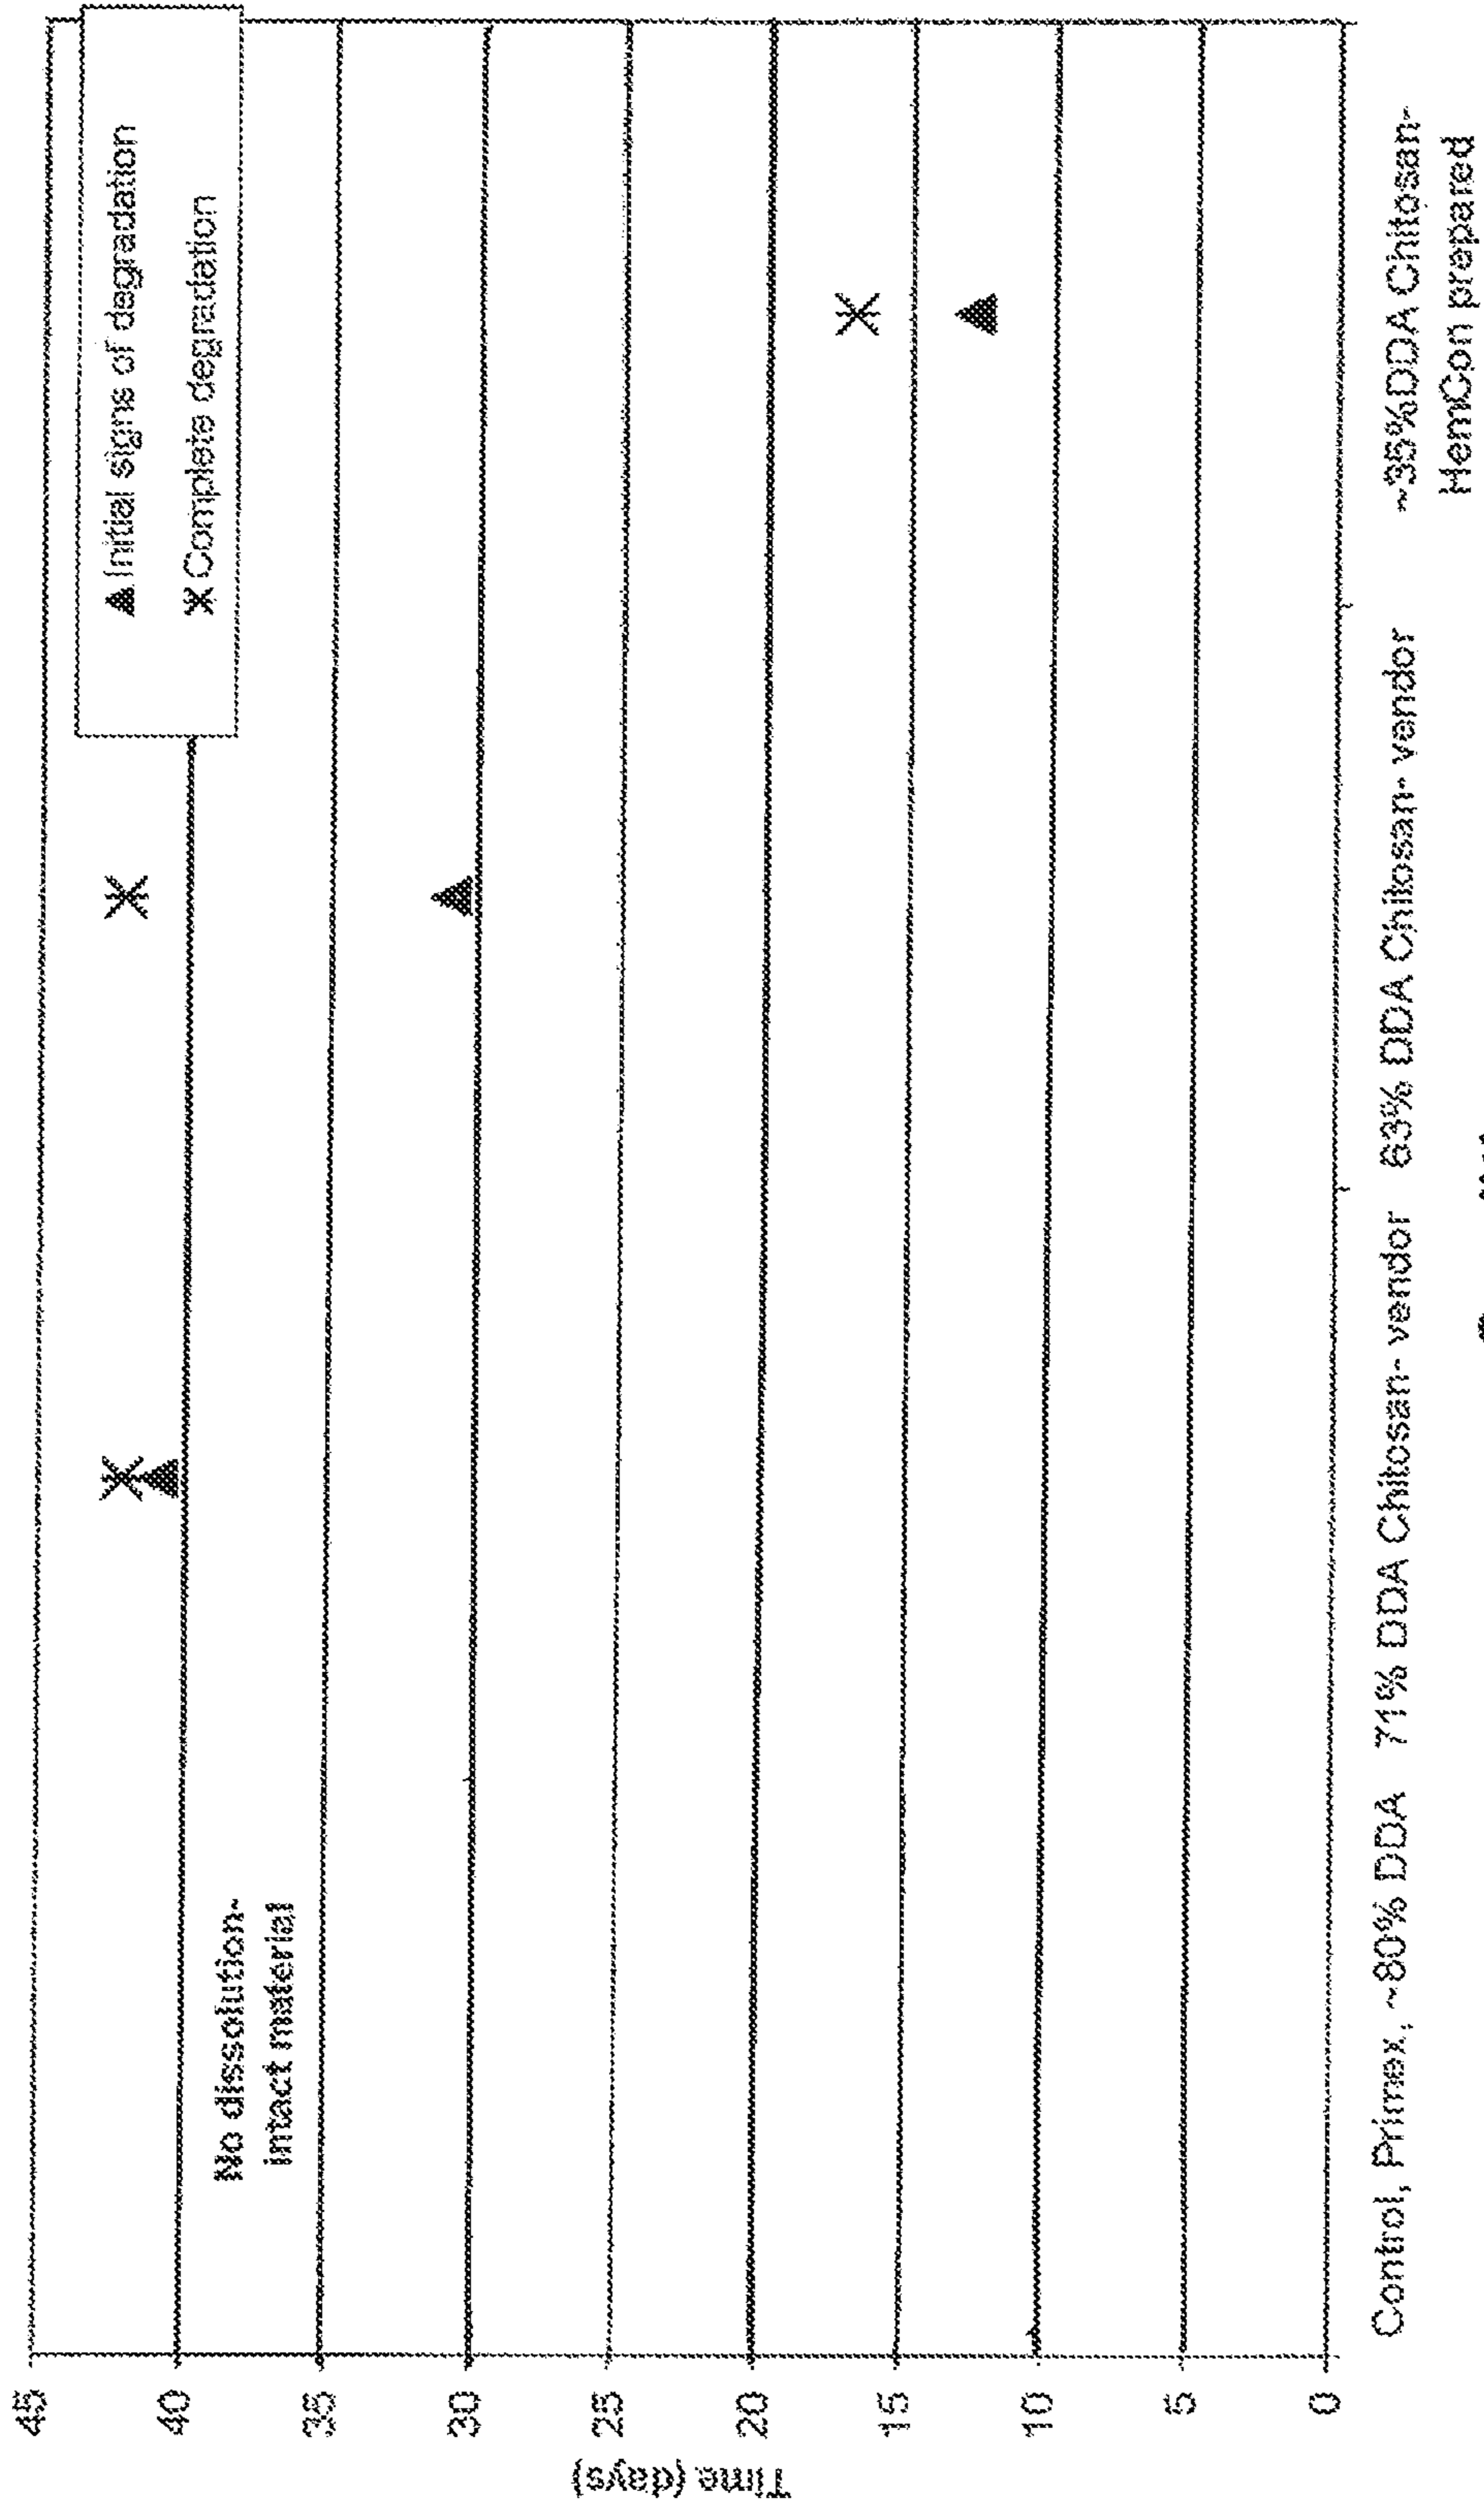 Initial signs of degradation
Complete degradation
No dissolution-
intact material
45
40
35
30
25
20
15
10
5
0
Time (days)
Control, Primex, ~80% DDA
71% DDA Chitosan- vendor
63% DDA Chitosan- vendor
~35%DDA Chitosan-
HemCon prepared